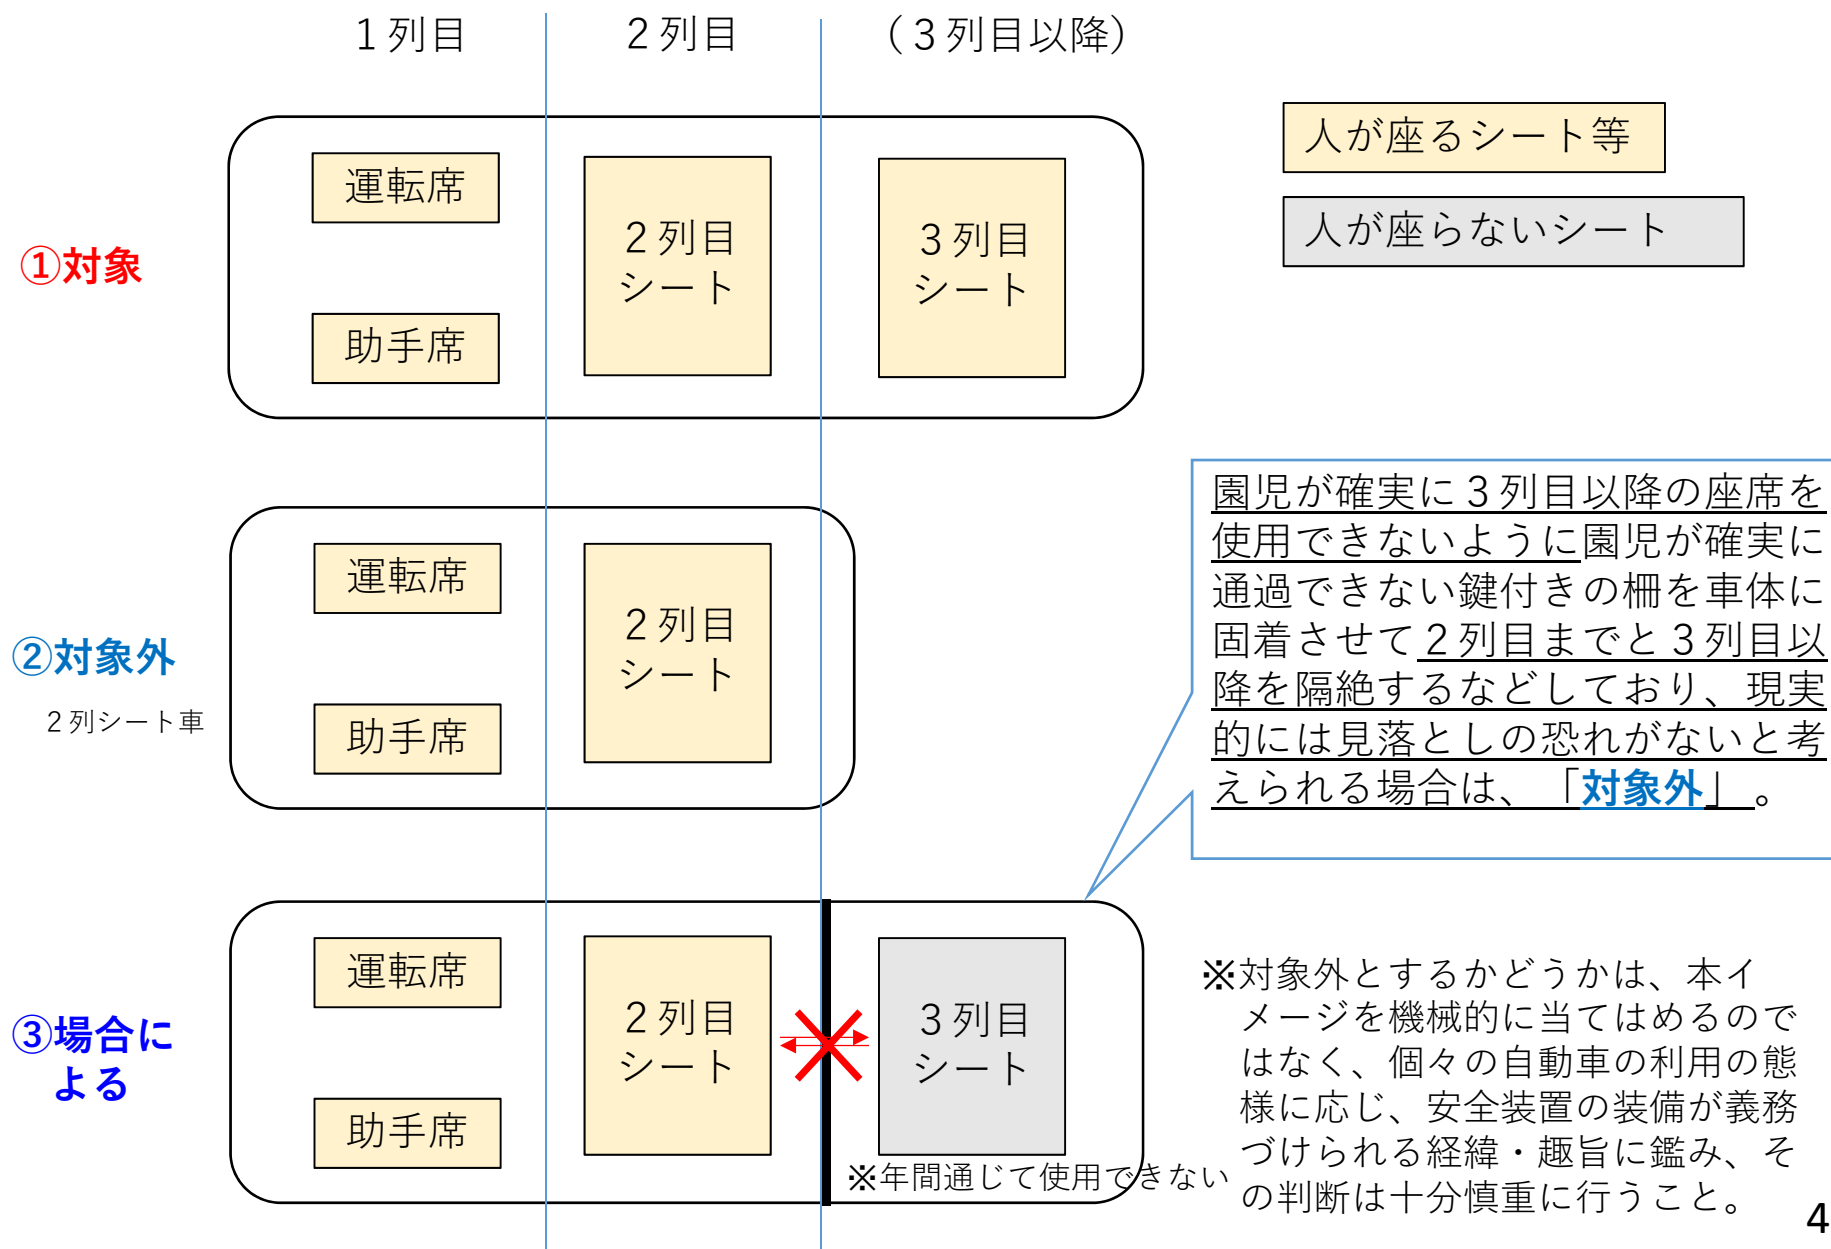 １列目
２列目
（３列目以降）
人が座るシート等
人が座らないシート
①対象
運転席
助手席
２列目
シート
３列目
シート
②対象外
２列シート車
運転席
助手席
２列目
シート
園児が確実に３列目以降の座席を
使用できないように園児が確実に
通過できない鍵付きの柵を車体に
固着させて２列目までと３列目以
降を隔絶するなどしており、現実
的には見落としの恐れがないと考
えられる場合は、「対象外」。
③場合に
よる
運転席
助手席
２列目
シート
３列目
シート
※年間通じて使用できない
※対象外とするかどうかは、本イ
メージを機械的に当てはめるので
はなく、個々の自動車の利用の態
様に応じ、安全装置の装備が義務
づけられる経緯・趣旨に鑑み、そ
の判断は十分慎重に行うこと。
4